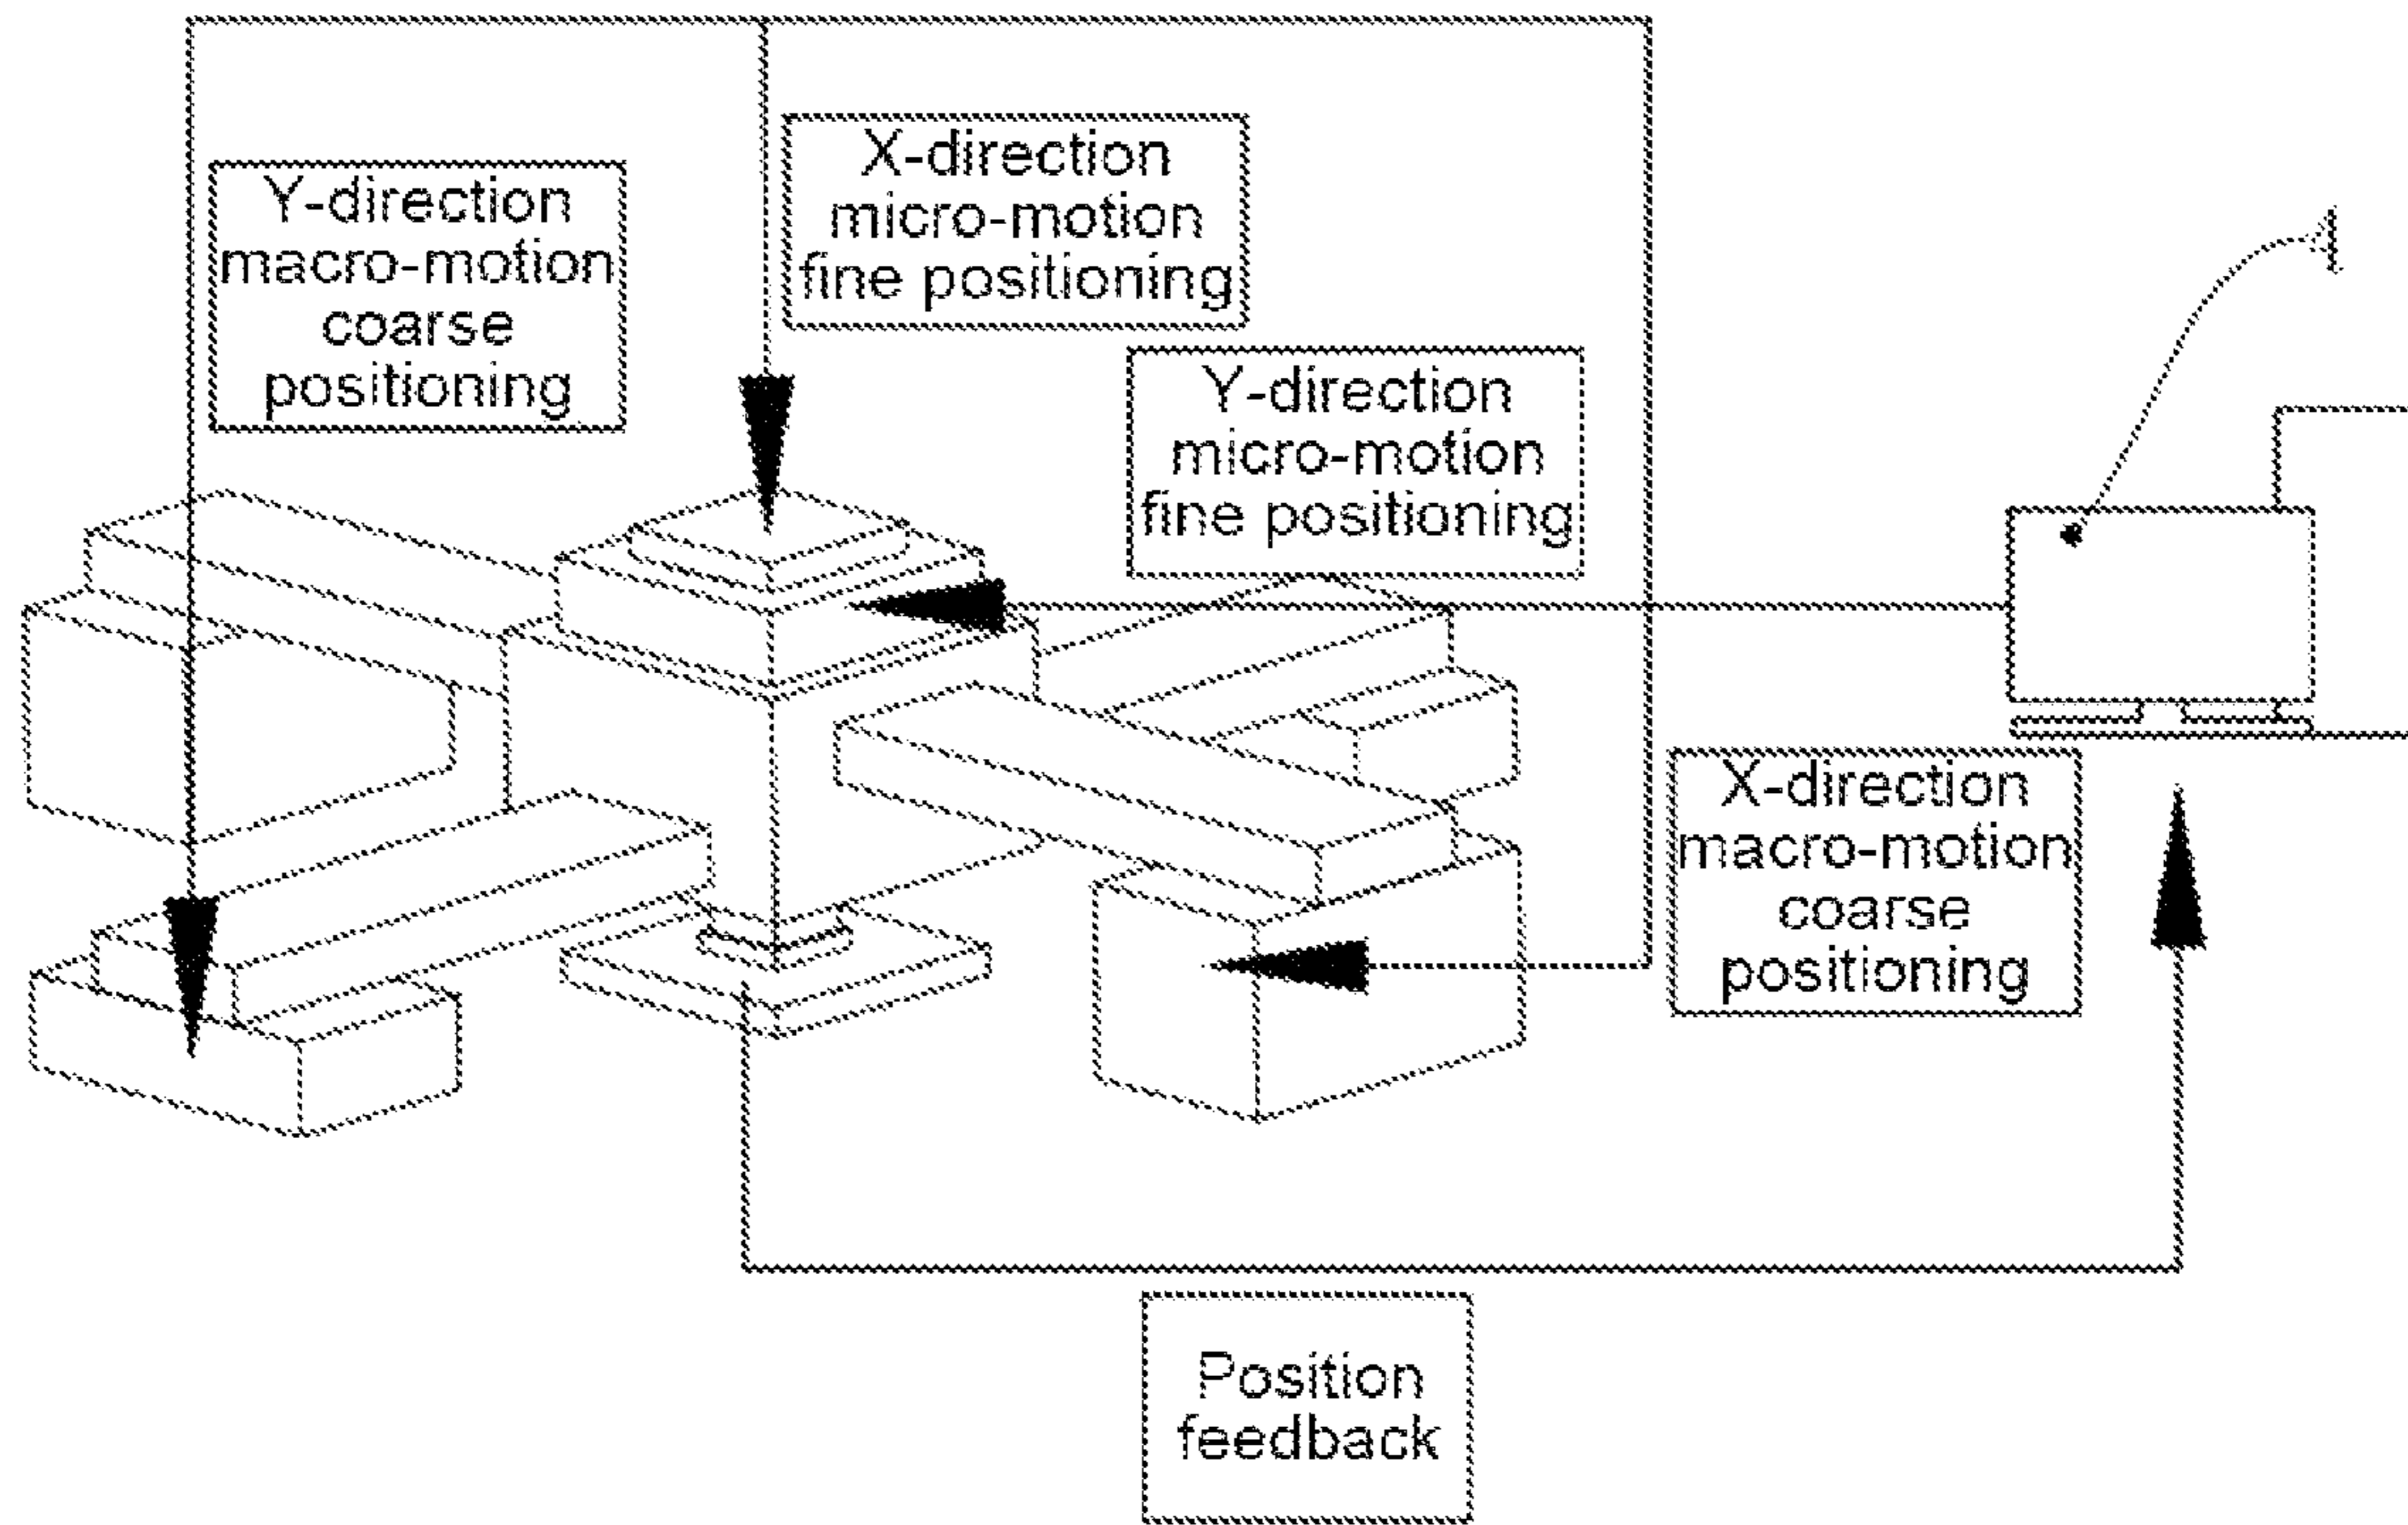 Y-direction
macro-motion
coarse
positioning
X-direction
micro-motion
fine positioning
Y-direction
micro-motion
fine positioning
X-direction
macro-motion
coarse
positioning
Position
feedback